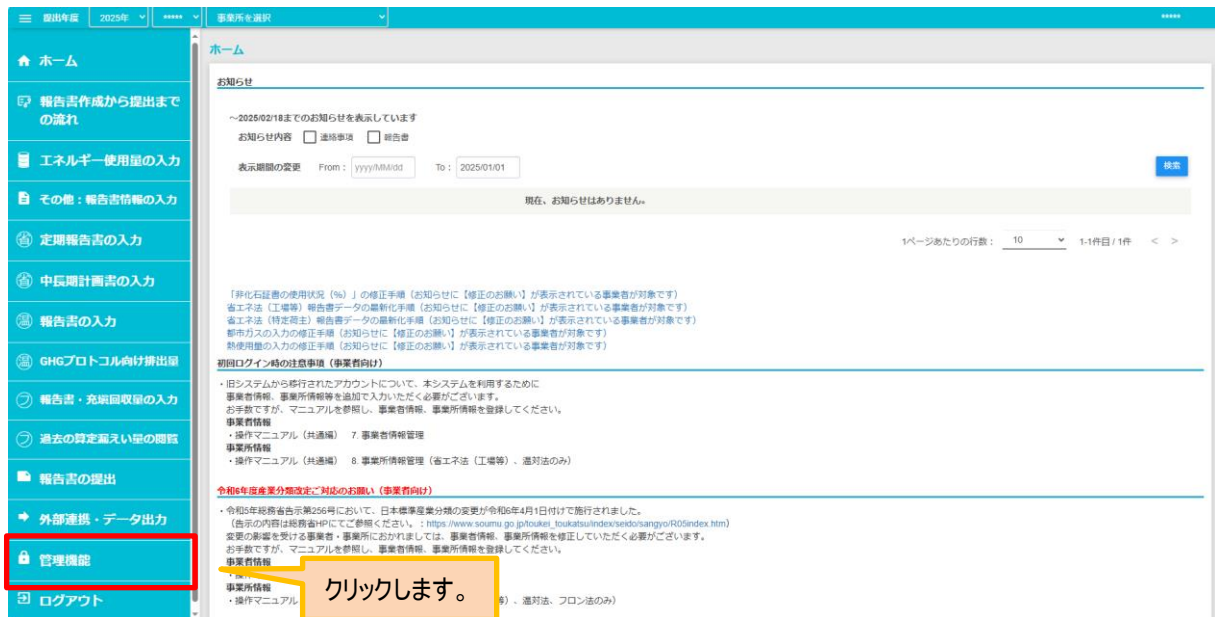 提出年度 2025年 ***** 事業所を選択 *****
ホーム
報告書作成から提出まで
の流れ
エネルギー使用量の入力
その他：報告書情報の入力
定期報告書の入力
中長期計画書の入力
報告書の入力
GHGプロトコル向け排出量
報告書・充塡回収量の入力
過去の算定漏えい量の閲覧
報告書の提出
外部連携・データ出力
管理機能
ログアウト
ホーム
お知らせ
～2025/02/18までのお知らせを表示しています
お知らせ内容 連絡事項 報告書
表示期間の変更 From : yyyy/MM/dd To : 2025/01/01 検索
現在、お知らせはありません。
1ページあたりの行数： 10 1-1件目 / 1件 < >
「非化石証書の使用状況（%）」の修正手順（お知らせに【修正のお願い】が表示されている事業者が対象です）
省エネ法（工場等）報告書データの最新化手順（お知らせに【修正のお願い】が表示されている事業者が対象です）
省エネ法（特定荷主）報告書データの最新化手順（お知らせに【修正のお願い】が表示されている事業者が対象です）
都市ガスの入力の修正手順（お知らせに【修正のお願い】が表示されている事業者が対象です）
熱使用量の入力の修正手順（お知らせに【修正のお願い】が表示されている事業者が対象です）
初回ログイン時の注意事項（事業者向け）
・旧システムから移行されたアカウントについて、本システムを利用するために
事業者情報、事業所情報等を追加で入力いただく必要がございます。
お手数ですが、マニュアルを参照し、事業者情報、事業所情報を登録してください。
事業者情報
・操作マニュアル（共通編） 7. 事業者情報管理
事業所情報
・操作マニュアル（共通編） 8. 事業所情報管理（省エネ法（工場等）、温対法のみ）
令和6年度産業分類改定ご対応のお願い（事業者向け）
・令和5年総務省告示第256号において、日本標準産業分類の変更が令和6年4月1日付けで施行されました。
（告示の内容は総務省HPにてご参照ください。：https://www.soumu.go.jp/toukei_toukatsu/index/seido/sangyo/R05index.htm）
変更の影響を受ける事業者・事業所におかれましては、事業者情報、事業所情報を修正していただく必要がございます。
お手数ですが、マニュアルを参照し、事業者情報、事業所情報を登録してください。
事業者情報
事業所情報
・操作マニュアル 等）、温対法、フロン法のみ）
クリックします。